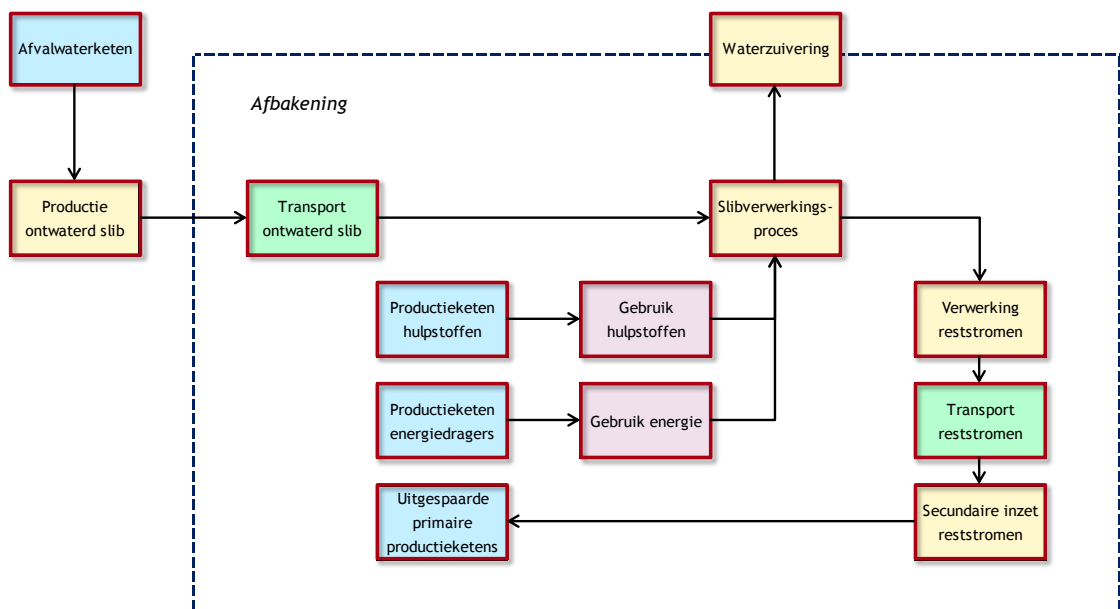 Afvalwaterketen
Waterzuivering
Afbakening
Productie
ontwaterd slib
Transport
ontwaterd slib
Slibverwerkings-
proces
Productieketen
hulpstoffen
Gebruik
hulpstoffen
Verwerking
reststromen
Productieketen
energiedragers
Gebruik energie
Transport
reststromen
Uitgespaarde
primaire
productieketens
Secundaire inzet
reststromen